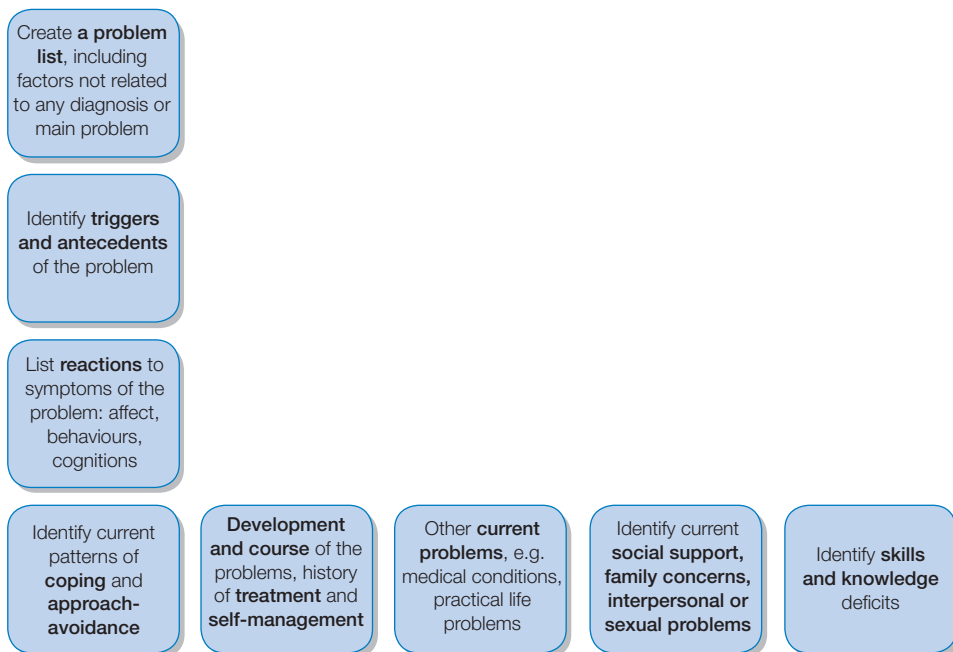 Create a problem
list, including
factors not related
to any diagnosis or
main problem
Identify triggers
and antecedents
of the problem
List reactions to
symptoms of the
problem: affect,
behaviours,
cognitions
Identify current
patterns of
coping and
approach-
avoidance
Development
and course of the
problems, history
of treatment and
self-management
Other current
problems, e.g.
medical conditions,
practical life
problems
Identify current
social support,
family concerns,
interpersonal or
sexual problems
Identify skills
and knowledge
deficits